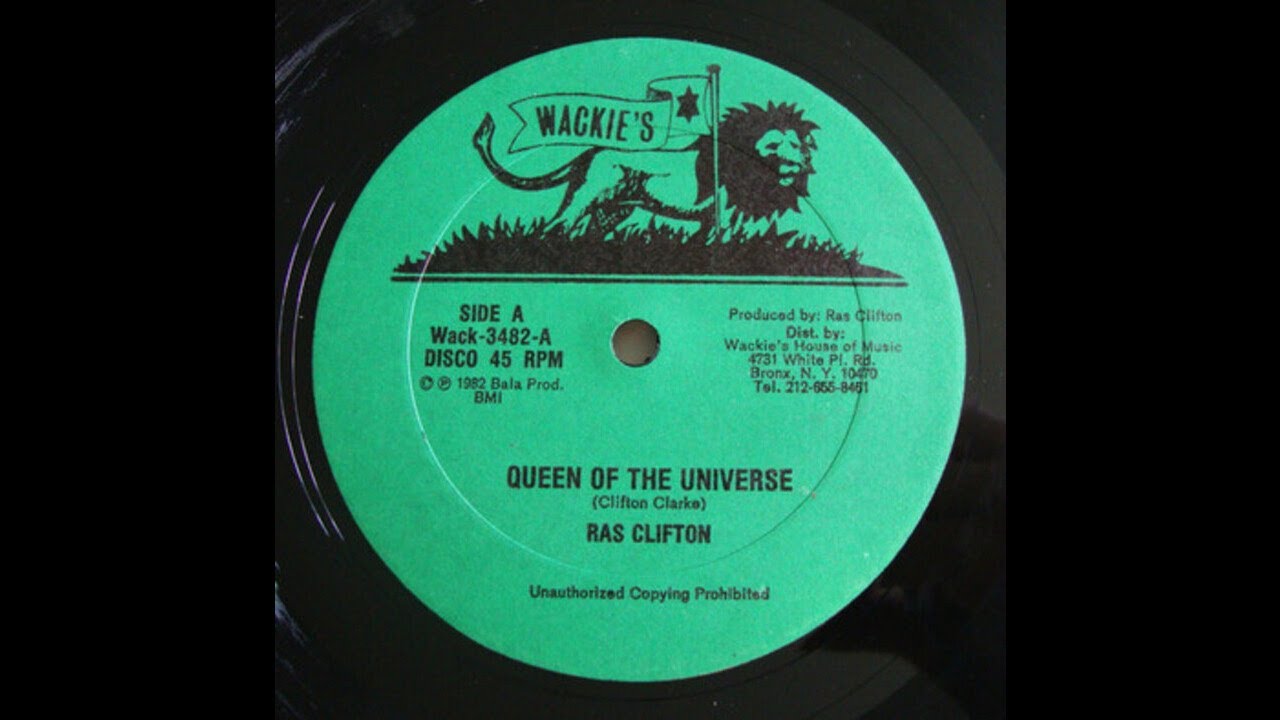 WACKIE'S
SIDE A
Wack-3482-A
DISCO 45 RPM
© ℗ 1982 Bala Prod.
BMI
Produced by: Ras Clifton
Dist. by:
Wackie's House of Music
4731 White Pl. Rd.
Bronx, N. Y. 10470
Tel. 212-655-8461
QUEEN OF THE UNIVERSE
(Clifton Clarke)
RAS CLIFTON
Unauthorized Copying Prohibited